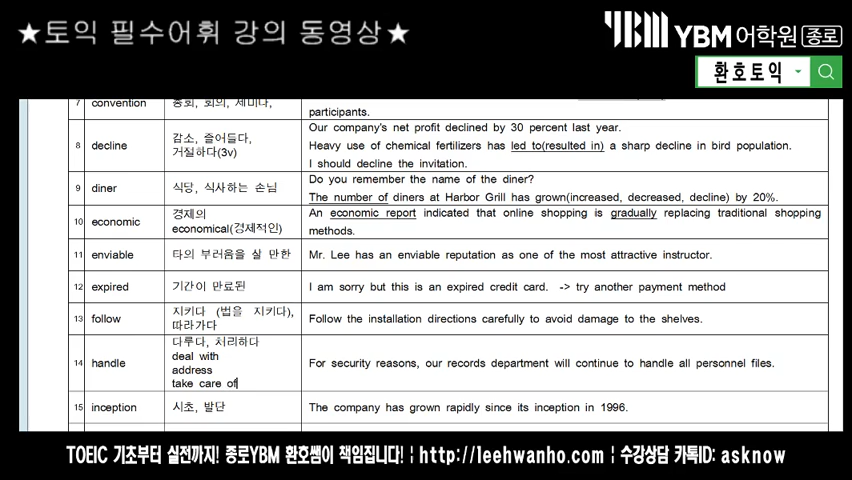 ★토익 필수어휘 강의 동영상★
YBM YBM어학원 종로
환호토익
7 convention 총회, 회의, 세미나,
participants.
8 decline 감소, 줄어들다, 거절하다(3v)
Our company's net profit declined by 30 percent last year.
Heavy use of chemical fertilizers has led to(resulted in) a sharp decline in bird population.
I should decline the invitation.
9 diner 식당, 식사하는 손님
Do you remember the name of the diner?
The number of diners at Harbor Grill has grown(increased, decreased, decline) by 20%.
10 economic 경제의
economical(경제적인)
An economic report indicated that online shopping is gradually replacing traditional shopping
methods.
11 enviable 타의 부러움을 살 만한 Mr. Lee has an enviable reputation as one of the most attractive instructor.
12 expired 기간이 만료된 I am sorry but this is an expired credit card. -> try another payment method
13 follow 지키다 (법을 지키다),
따라가다
Follow the installation directions carefully to avoid damage to the shelves.
14 handle 다루다, 처리하다
deal with
address
take care of
For security reasons, our records department will continue to handle all personnel files.
15 inception 시초, 발단 The company has grown rapidly since its inception in 1996.
TOEIC 기초부터 실전까지! 종로YBM 환호쌤이 책임집니다! ¦ http://leehwanho.com ¦ 수강상담 카톡ID: asknow